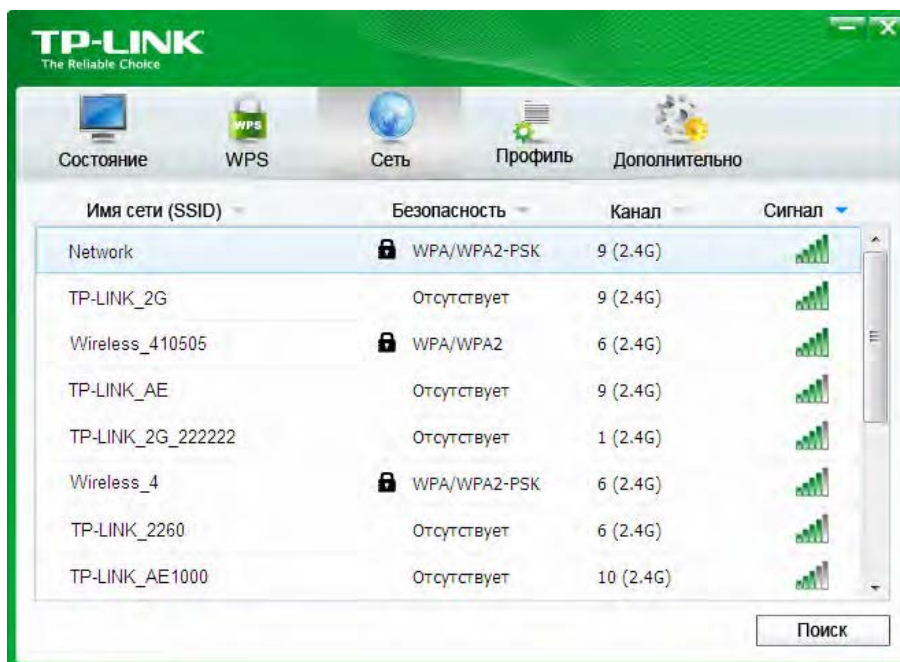 TP-LINK
The Reliable Choice
WPS
Состояние WPS Сеть Профиль Дополнительно
Имя сети (SSID) Безопасность Канал Сигнал
Network WPA/WPA2-PSK 9 (2.4G)
TP-LINK_2G Отсутствует 9 (2.4G)
Wireless_410505 WPA/WPA2 6 (2.4G)
TP-LINK_AE Отсутствует 9 (2.4G)
TP-LINK_2G_222222 Отсутствует 1 (2.4G)
Wireless_4 WPA/WPA2-PSK 6 (2.4G)
TP-LINK_2260 Отсутствует 6 (2.4G)
TP-LINK_AE1000 Отсутствует 10 (2.4G)
Поиск